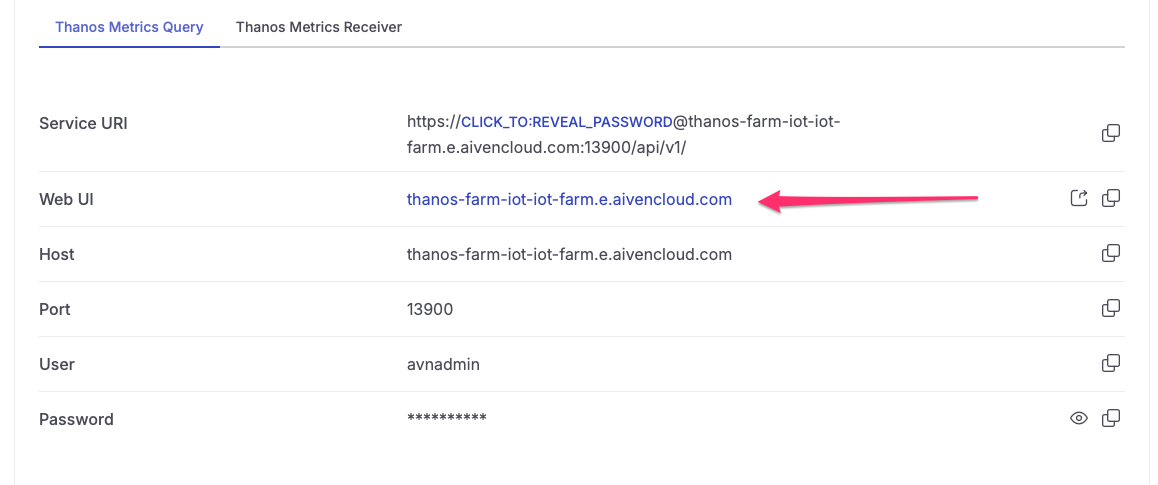 Thanos Metrics Query Thanos Metrics Receiver
Service URI https://CLICK_TO:REVEAL_PASSWORD@thanos-farm-iot-iot-
farm.e.aivencloud.com:13900/api/v1/
Web UI thanos-farm-iot-iot-farm.e.aivencloud.com
Host thanos-farm-iot-iot-farm.e.aivencloud.com
Port 13900
User avnadmin
Password **********